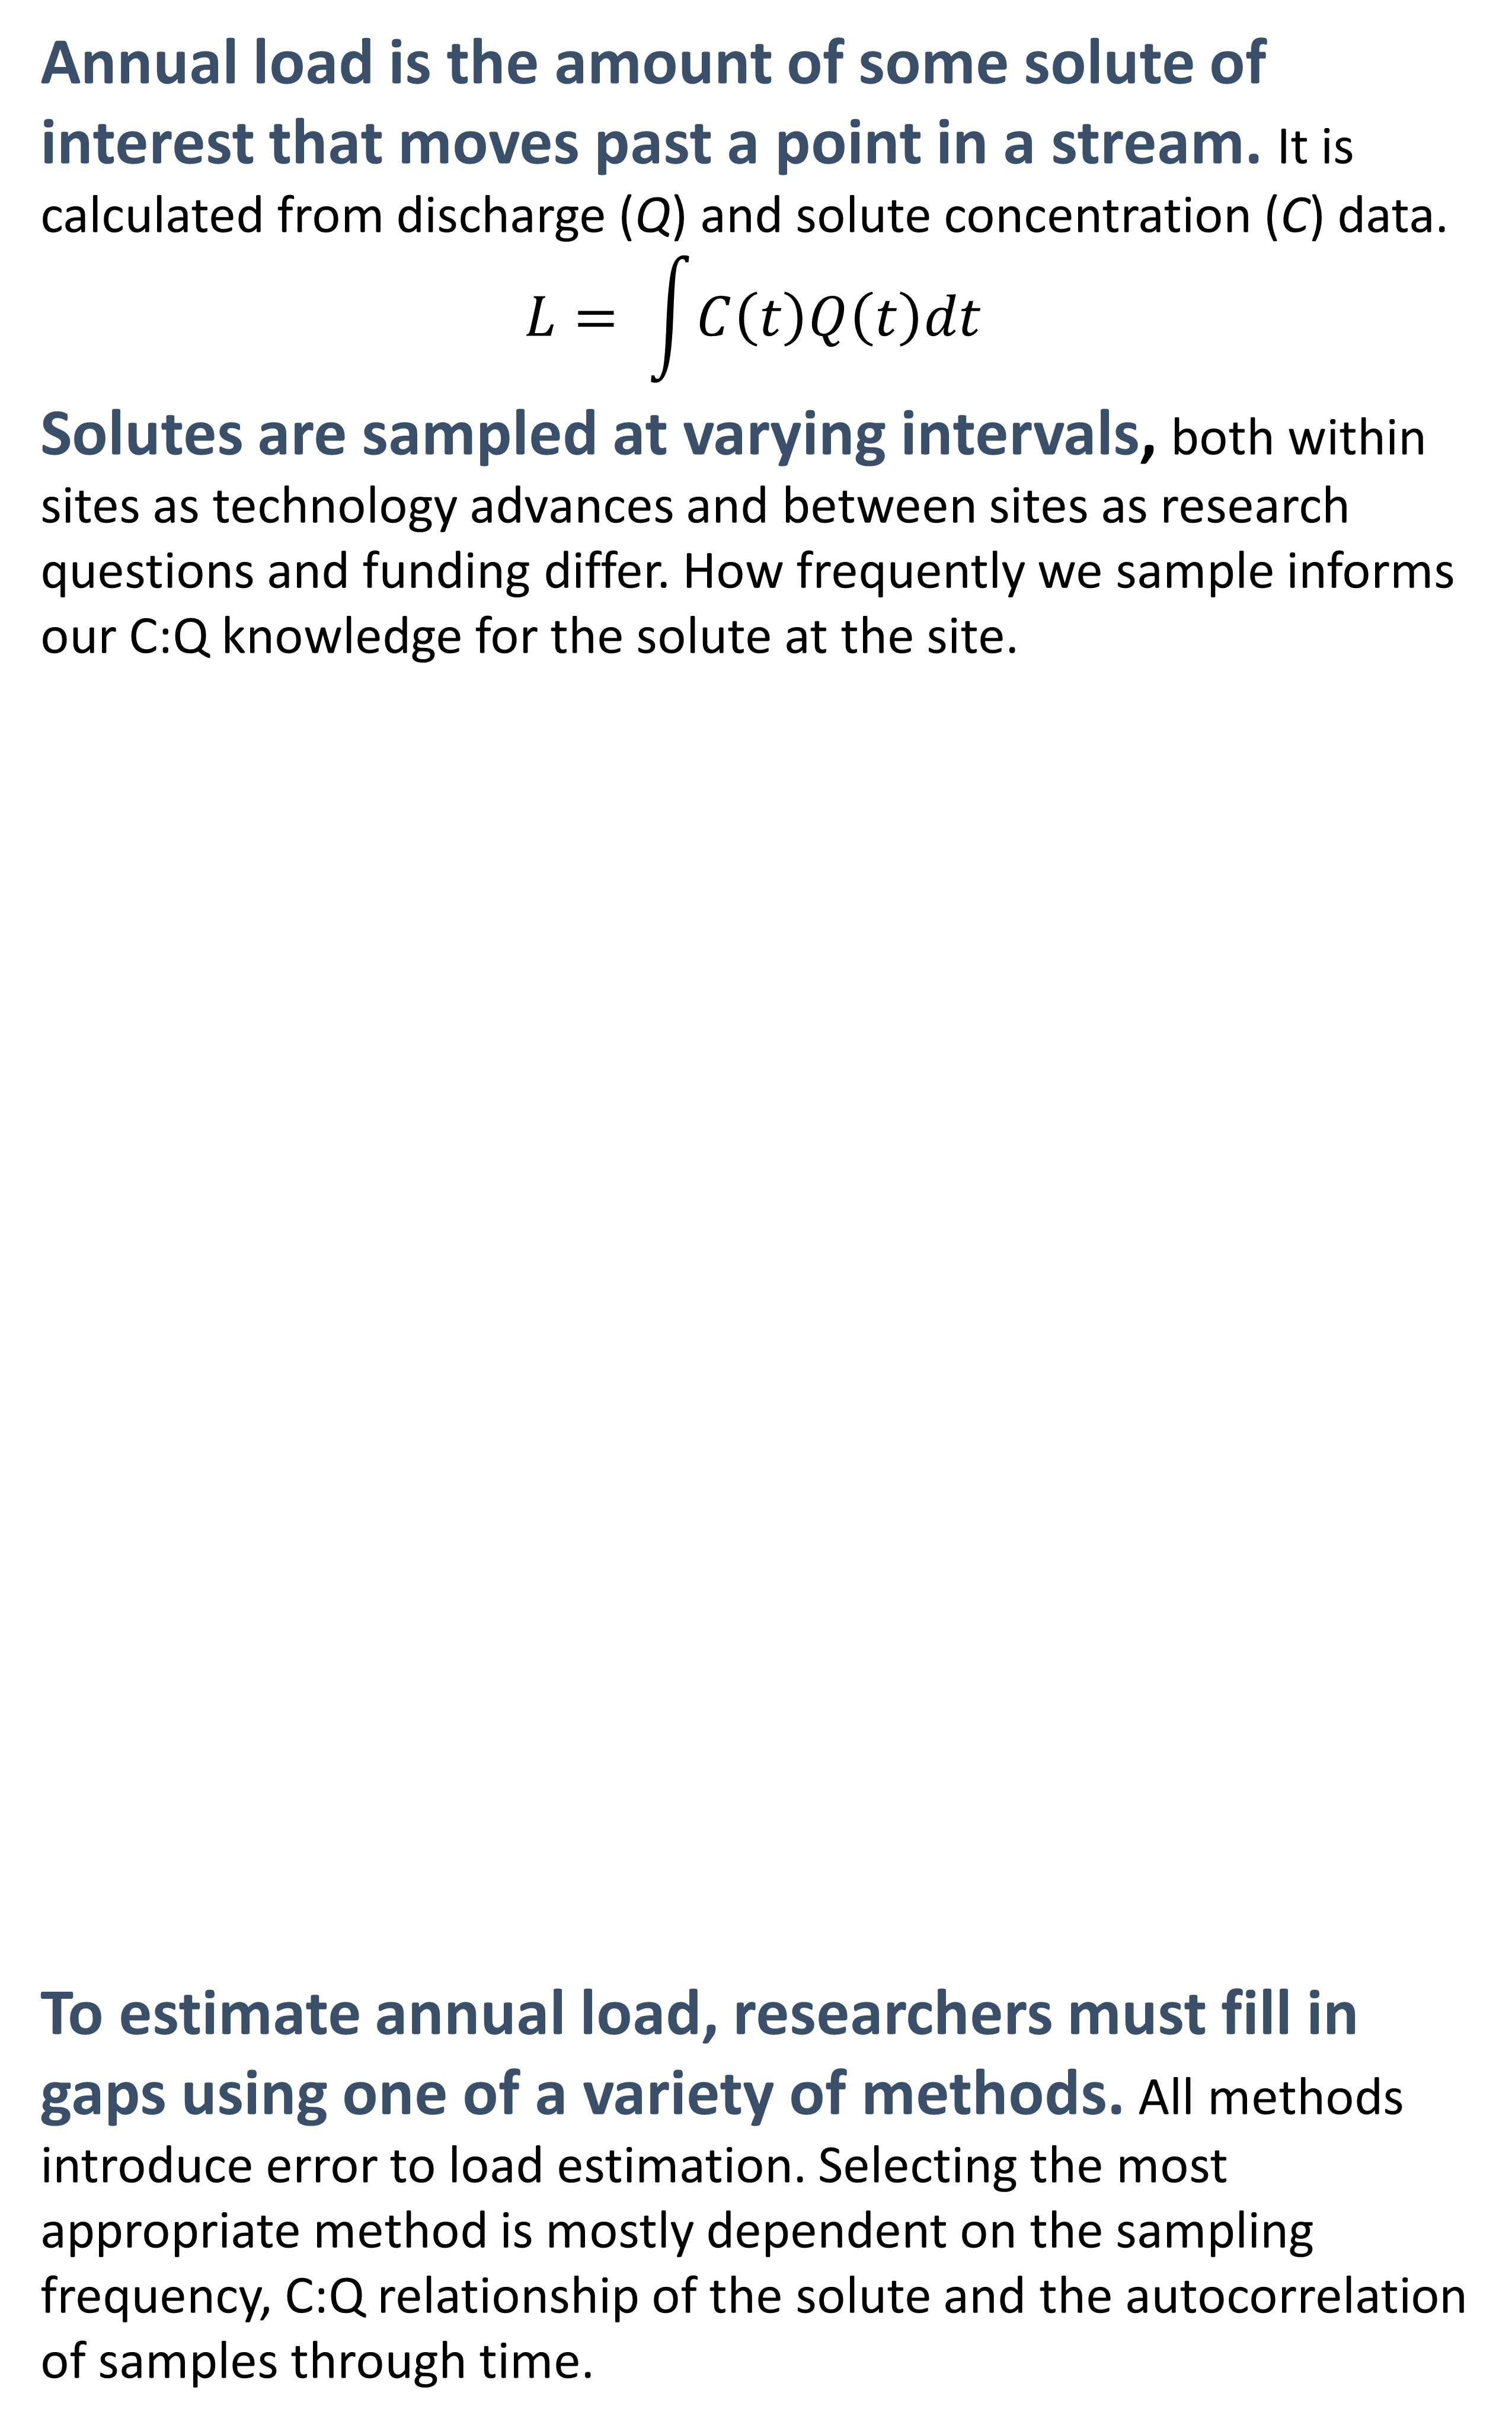 Annual load is the amount of some solute of
interest that moves past a point in a stream. It is
calculated from discharge (Q) and solute concentration (C) data.
L = ∫ C(t)Q(t)dt
Solutes are sampled at varying intervals, both within
sites as technology advances and between sites as research
questions and funding differ. How frequently we sample informs
our C:Q knowledge for the solute at the site.
To estimate annual load, researchers must fill in
gaps using one of a variety of methods. All methods
introduce error to load estimation. Selecting the most
appropriate method is mostly dependent on the sampling
frequency, C:Q relationship of the solute and the autocorrelation
of samples through time.